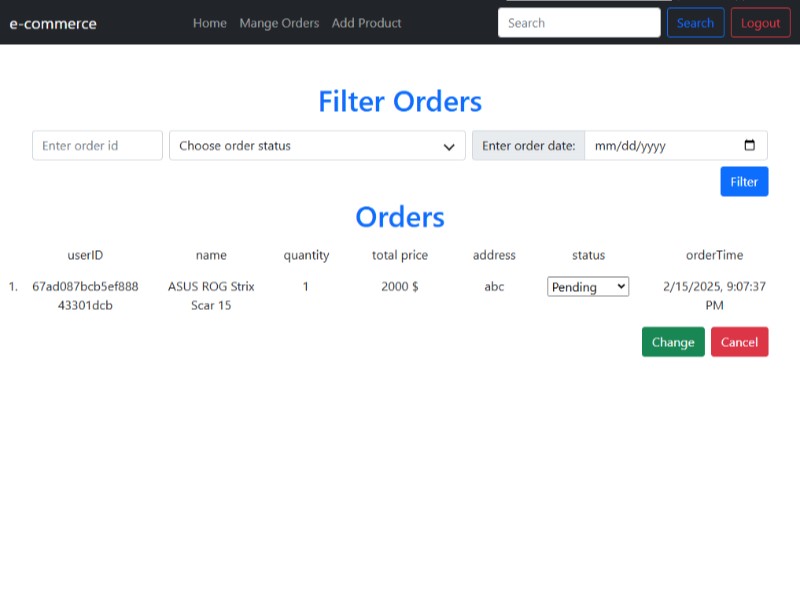 e-commerce Home Mange Orders Add Product Search Search Logout
Filter Orders
Enter order id Choose order status Enter order date: mm/dd/yyyy
Filter
Orders
userID name quantity total price address status orderTime
1. 67ad087bcb5ef888 ASUS ROG Strix 1 2000 $ abc Pending 2/15/2025, 9:07:37
43301dcb Scar 15 PM
Change Cancel